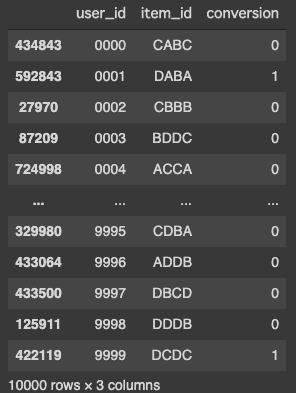 user_id item_id conversion
434843 0000 CABC 0
592843 0001 DABA 1
27970 0002 CBBB 0
87209 0003 BDDC 0
724998 0004 ACCA 0
... ... ... ...
329980 9995 CDBA 0
433064 9996 ADDB 0
433500 9997 DBCD 0
125911 9998 DDDB 0
422119 9999 DCDC 1
10000 rows × 3 columns